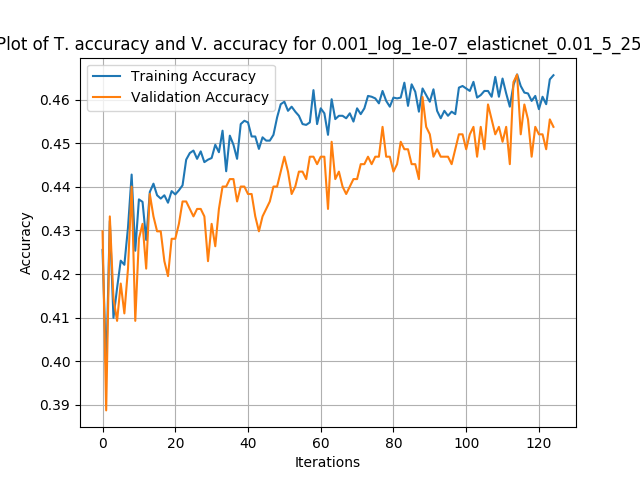 Plot of T. accuracy and V. accuracy for 0.001_log_1e-07_elasticnet_0.01_5_25
Training Accuracy
Validation Accuracy
0.46
0.45
0.44
0.43
0.42
0.41
0.40
0.39
Accuracy
0 20 40 60 80 100 120
Iterations